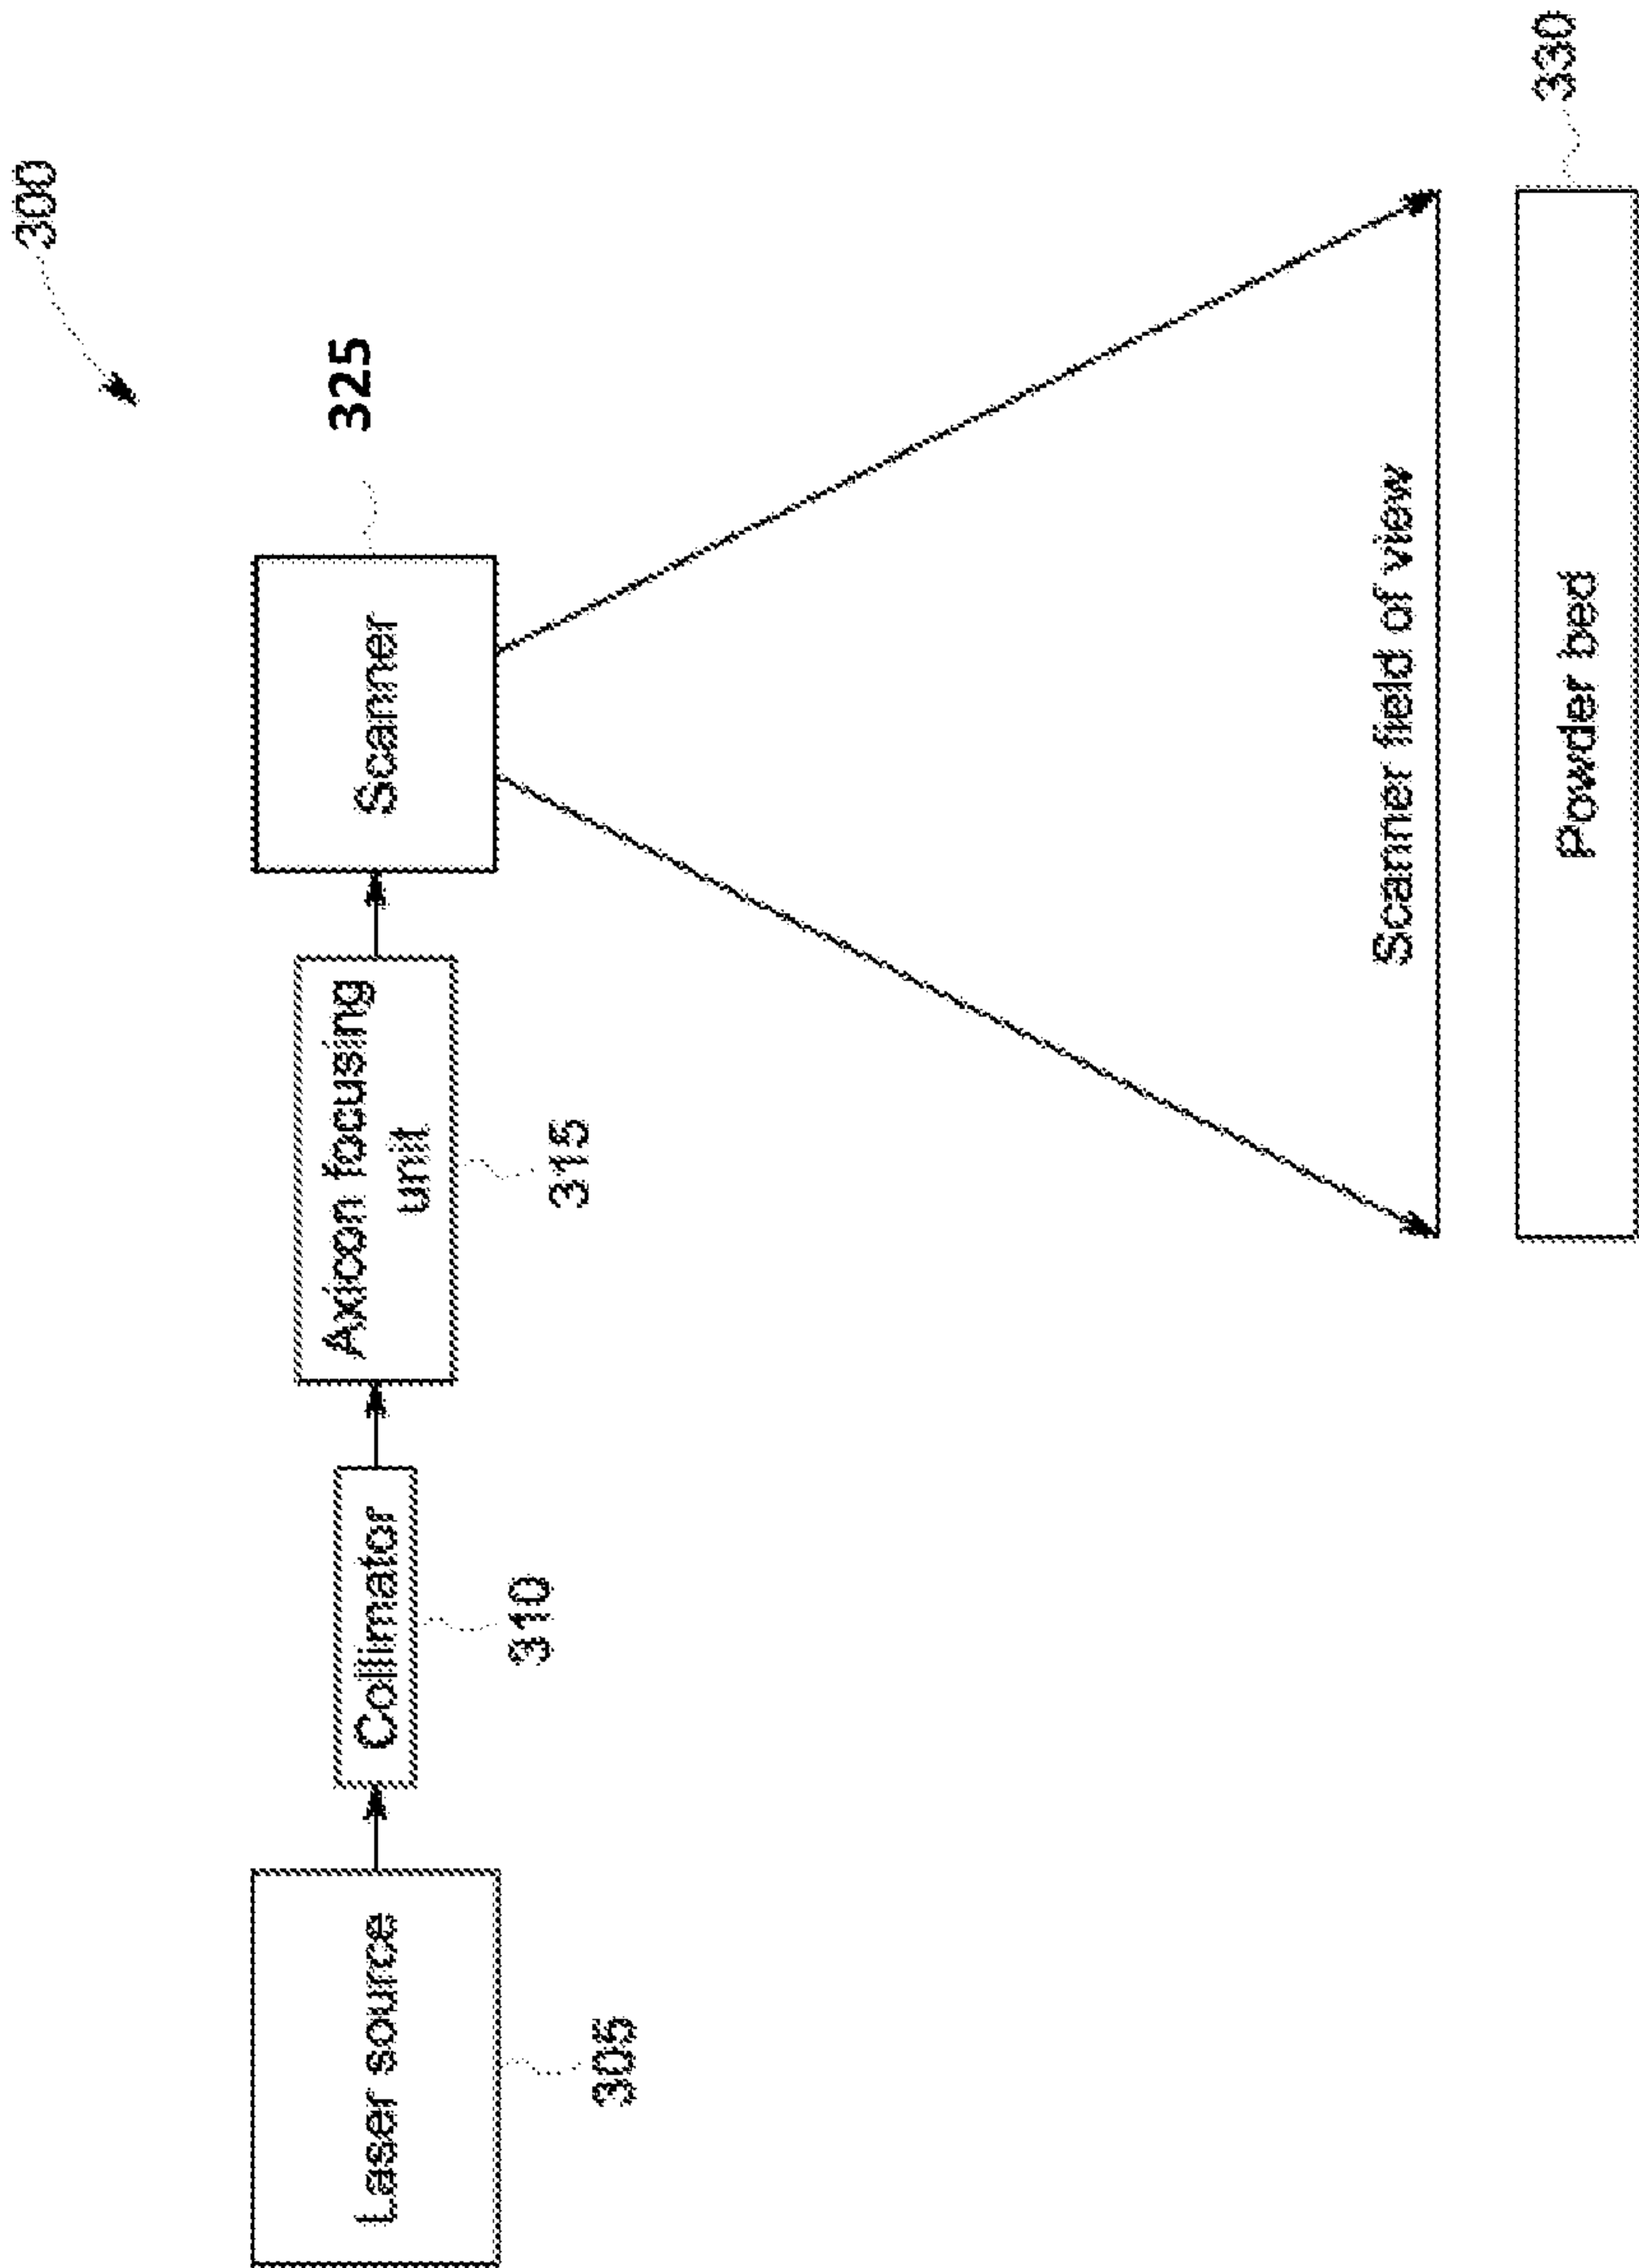 300
Laser source
Collimator
Axicon focusing
unit
Scanner
325
305
310
315
Scanner field of view
Powder bed
330